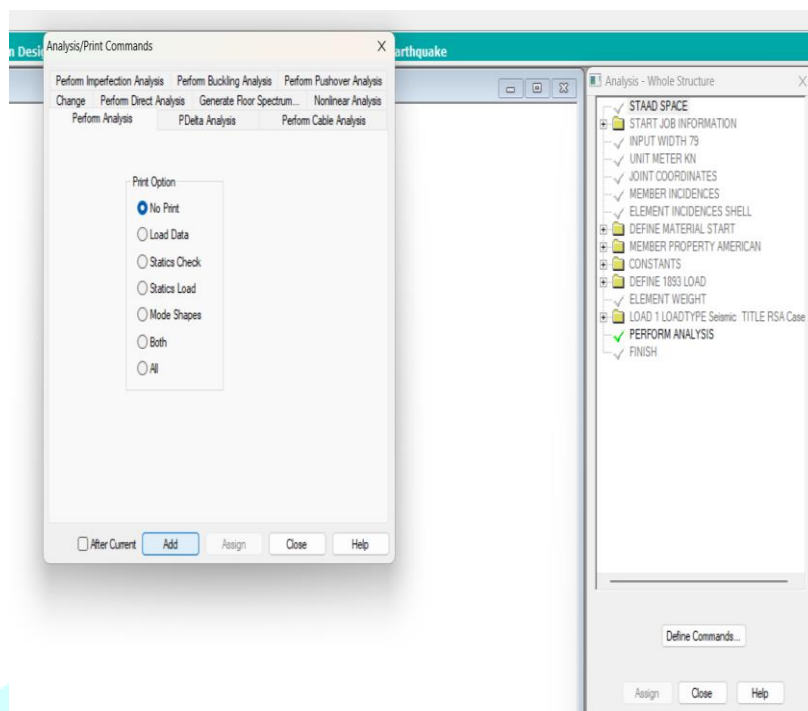 n Desi
arthquake
Analysis/Print Commands
X
Perform Imperfection Analysis Perform Buckling Analysis Perform Pushover Analysis
Change Perform Direct Analysis Generate Floor Spectrum... Nonlinear Analysis
Perform Analysis PDelta Analysis Perform Cable Analysis
Print Option
No Print
Load Data
Statics Check
Statics Load
Mode Shapes
Both
All
After Current Add Assign Close Help
Analysis - Whole Structure
X
STAAD SPACE
START JOB INFORMATION
INPUT WIDTH 79
UNIT METER KN
JOINT COORDINATES
MEMBER INCIDENCES
ELEMENT INCIDENCES SHELL
DEFINE MATERIAL START
MEMBER PROPERTY AMERICAN
CONSTANTS
DEFINE 1893 LOAD
ELEMENT WEIGHT
LOAD 1 LOADTYPE Seismic TITLE RSA Case
PERFORM ANALYSIS
FINISH
Define Commands...
Assign Close Help